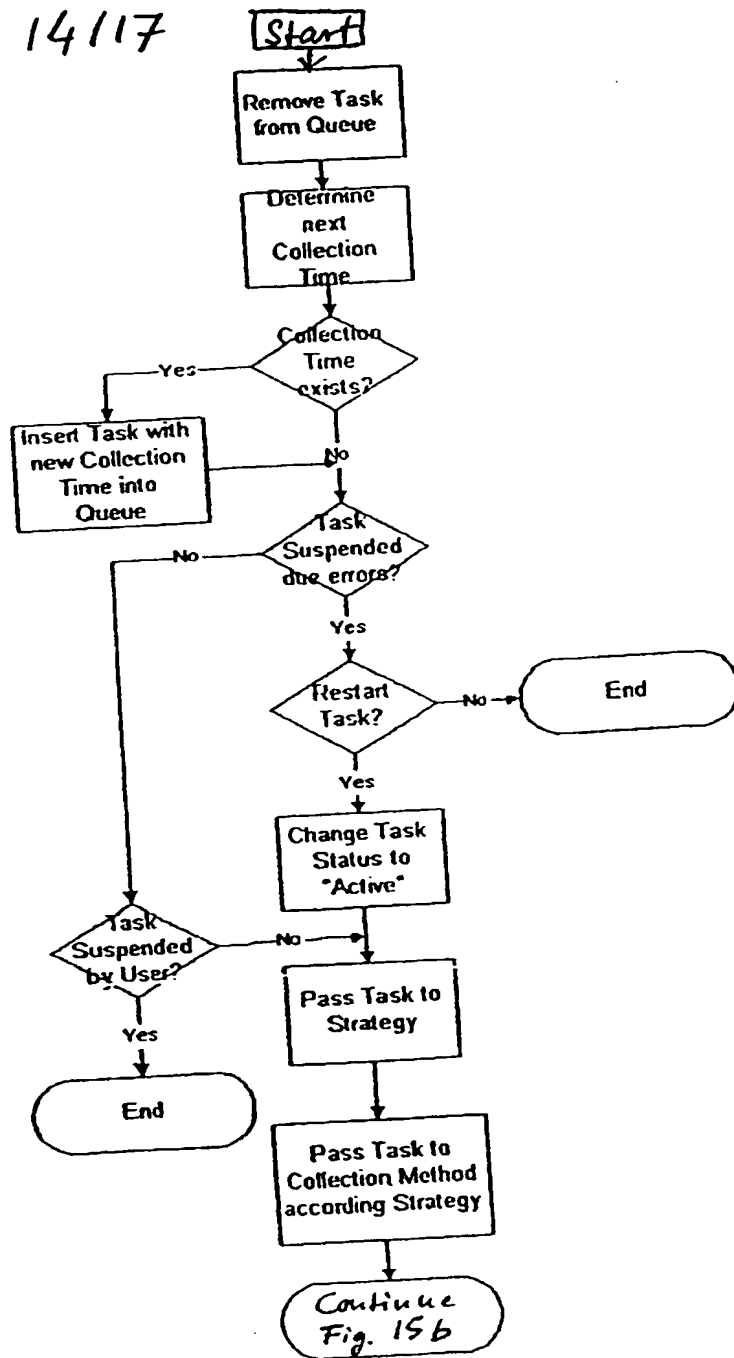 14/17
Start
Remove Task
from Queue
Determine
next
Collection
Time
Collection
Time
exists?
Yes
Insert Task with
new Collection
Time into
Queue
No
Task
Suspended
due errors?
No
Yes
Restart
Task?
No
End
Yes
Change Task
Status to
"Active"
Task
Suspended
by User?
No
Pass Task to
Strategy
Yes
End
Pass Task to
Collection Method
according Strategy
Continue
Fig. 15b